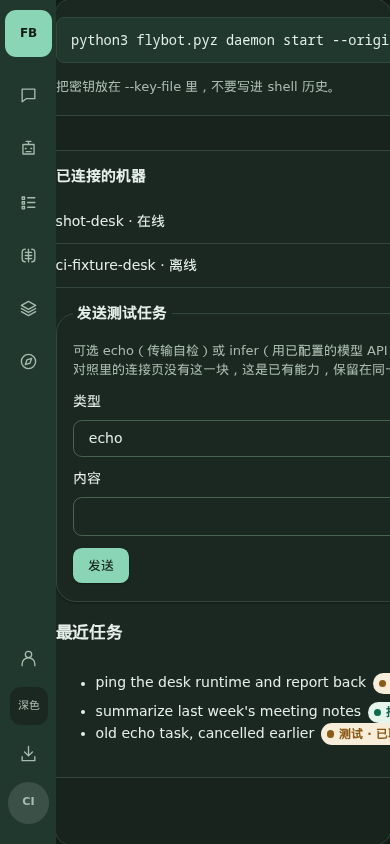 FB
python3 flybot.pyz daemon start --origi
把密钥放在 --key-file 里，不要写进 shell 历史。
已连接的机器
shot-desk · 在线
ci-fixture-desk · 离线
发送测试任务
可选 echo（传输自检）或 infer（用已配置的模型 API
对照里的连接页没有这一块，这是已有能力，保留在同一
类型
echo
内容
发送
最近任务
ping the desk runtime and report back
summarize last week's meeting notes
old echo task, cancelled earlier 测试 · 已
深色
CI